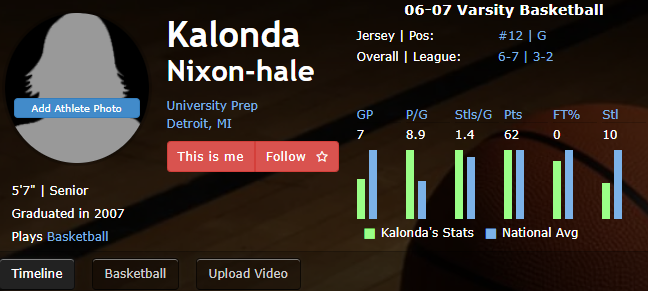 06-07 Varsity Basketball
Kalonda
Nixon-hale
Jersey | Pos: #12 | G
Overall | League: 6-7 | 3-2
Add Athlete Photo
University Prep
Detroit, MI
This is me Follow ☆
GP P/G Stls/G Pts FT% Stl
7 8.9 1.4 62 0 10
Kalonda's Stats National Avg
5'7" | Senior
Graduated in 2007
Plays Basketball
Timeline Basketball Upload Video